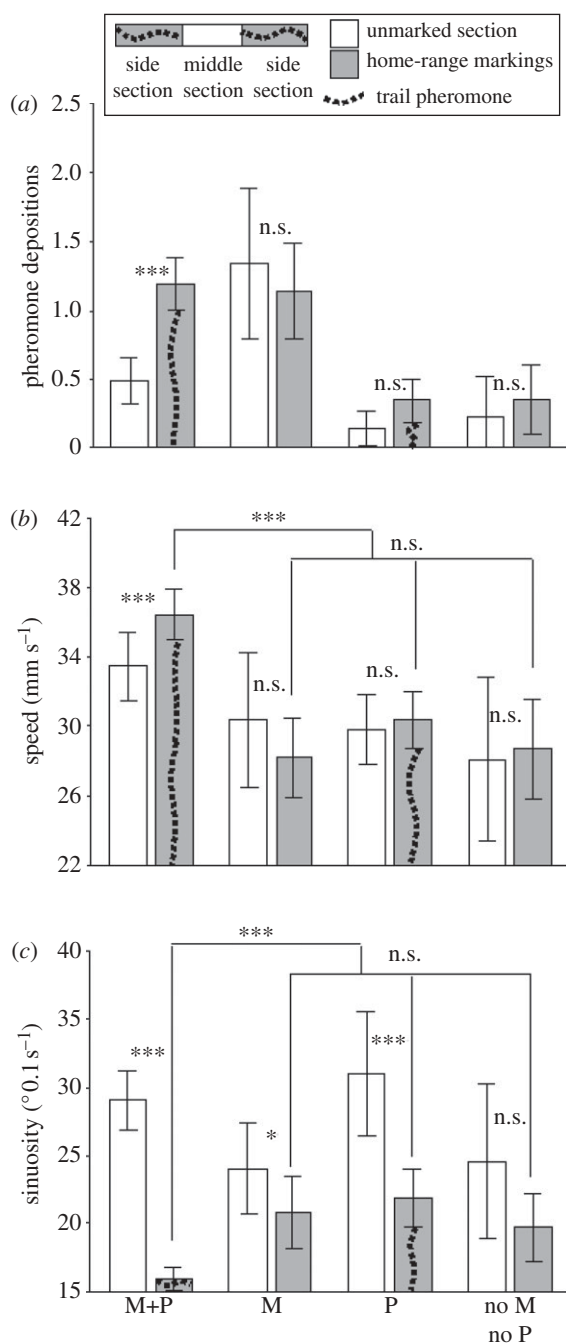 unmarked section
home-range markings
side middle side
section section section
trail pheromone
(a)
2.5
2.0
1.5
1.0
0.5
0
pheromone depositions
***
n.s.
n.s.
n.s.
(b)
42
38
34
30
26
22
speed (mm s⁻¹)
***
n.s.
***
n.s.
n.s.
n.s.
(c)
40
35
30
25
20
15
sinuosity (° 0.1 s⁻¹)
***
n.s.
***
*
***
n.s.
M+P M P no M
no P